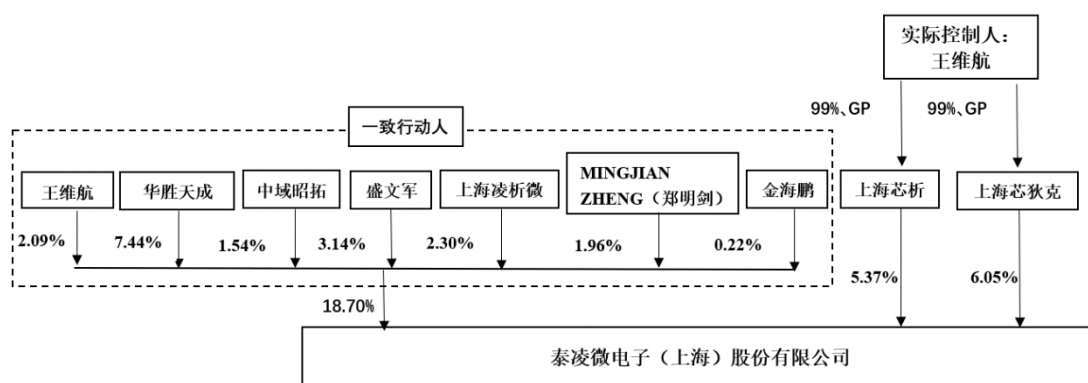 实际控制人：
王维航
99%、GP
99%、GP
一致行动人
王维航
华胜天成
中域昭拓
盛文军
上海凌析微
MINGJIAN
ZHENG（郑明剑）
金海鹏
上海芯析
上海芯狄克
2.09%
7.44%
1.54%
3.14%
2.30%
1.96%
0.22%
5.37%
6.05%
18.70%
泰凌微电子（上海）股份有限公司